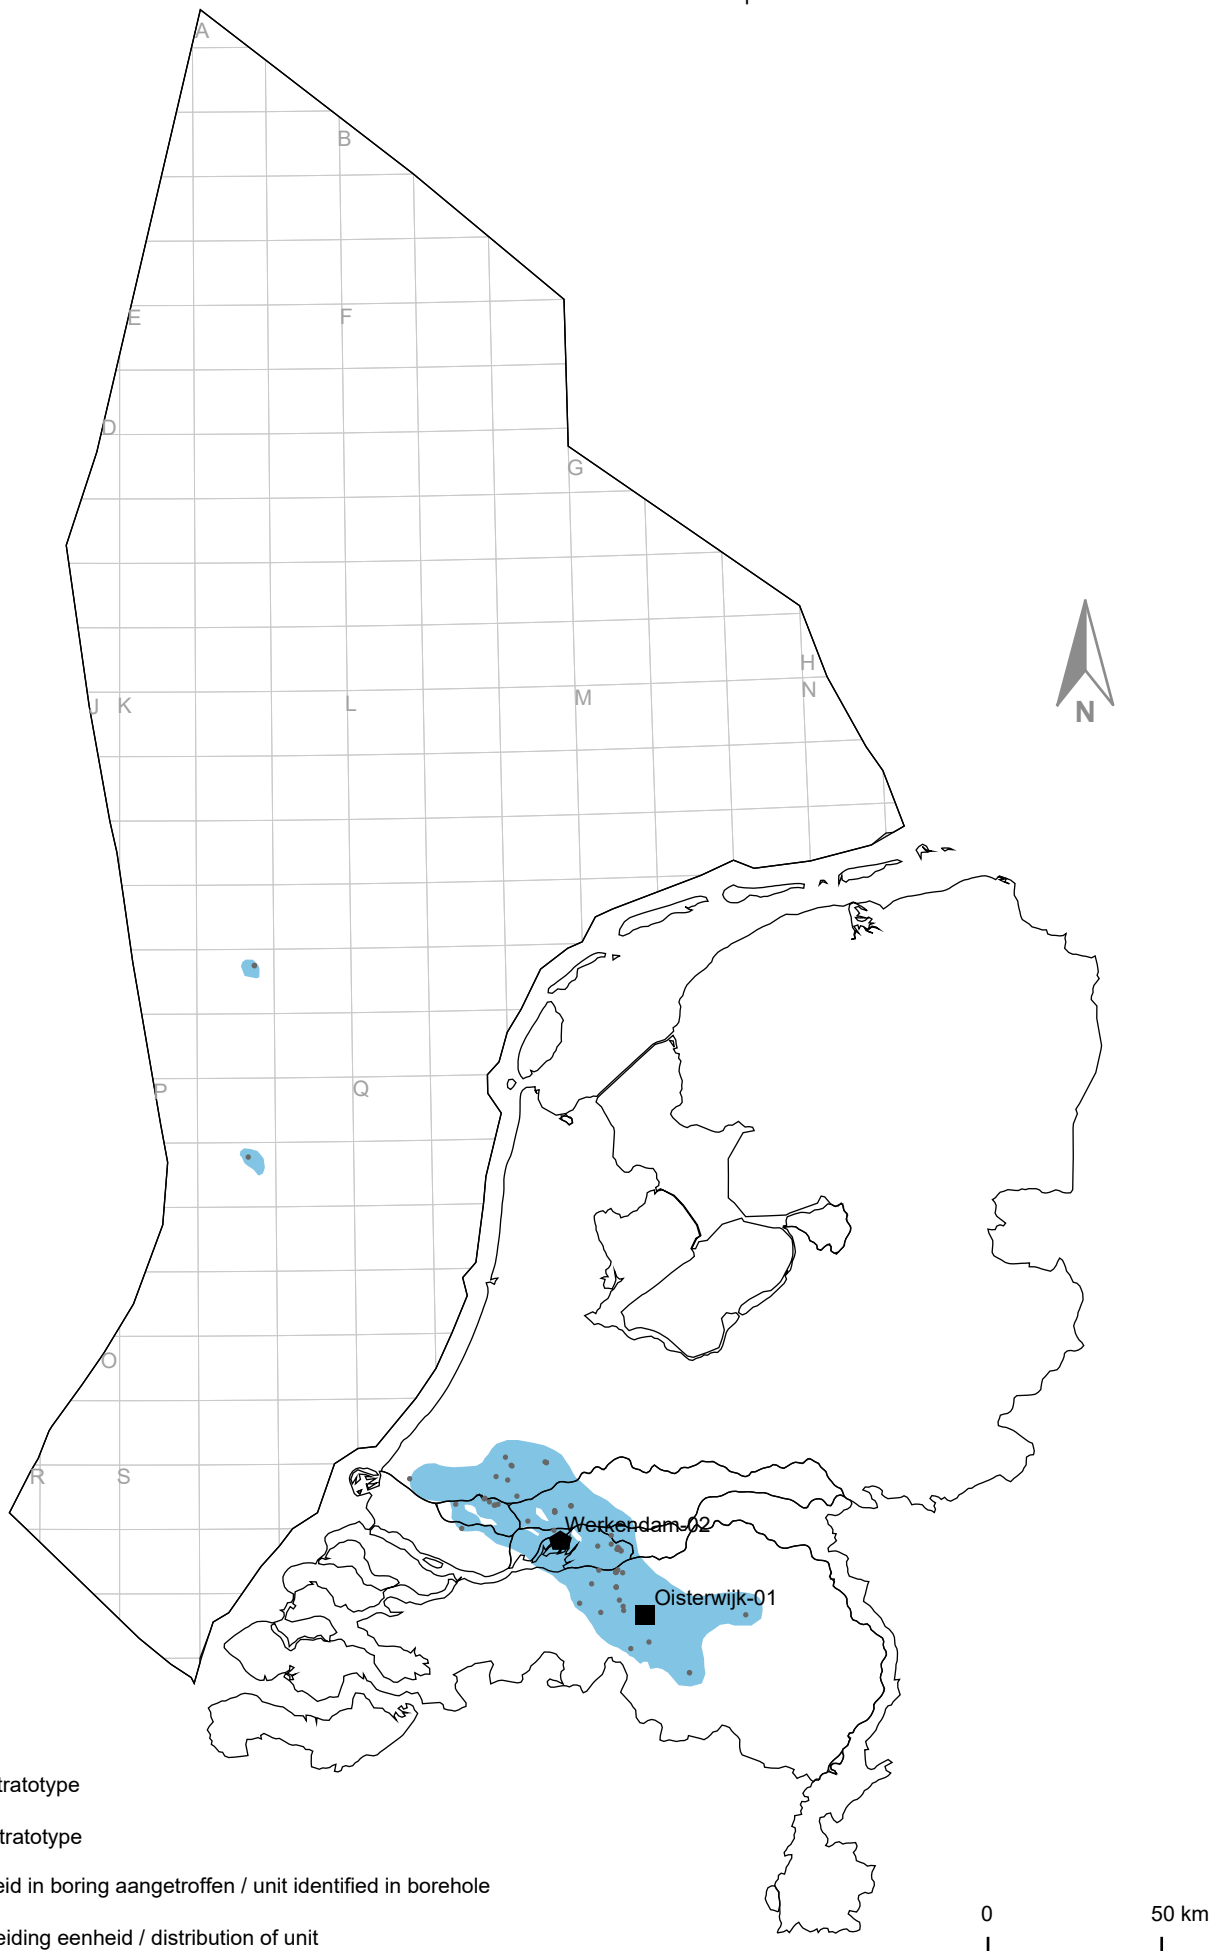 A
B
E
F
D
G
H
N
J K
L
M
N
P
Q
O
R
S
Werkendam-02
Oisterwijk-01
tratotype
tratotype
eid in boring aangetroffen / unit identified in borehole
eiding eenheid / distribution of unit
0
50 km